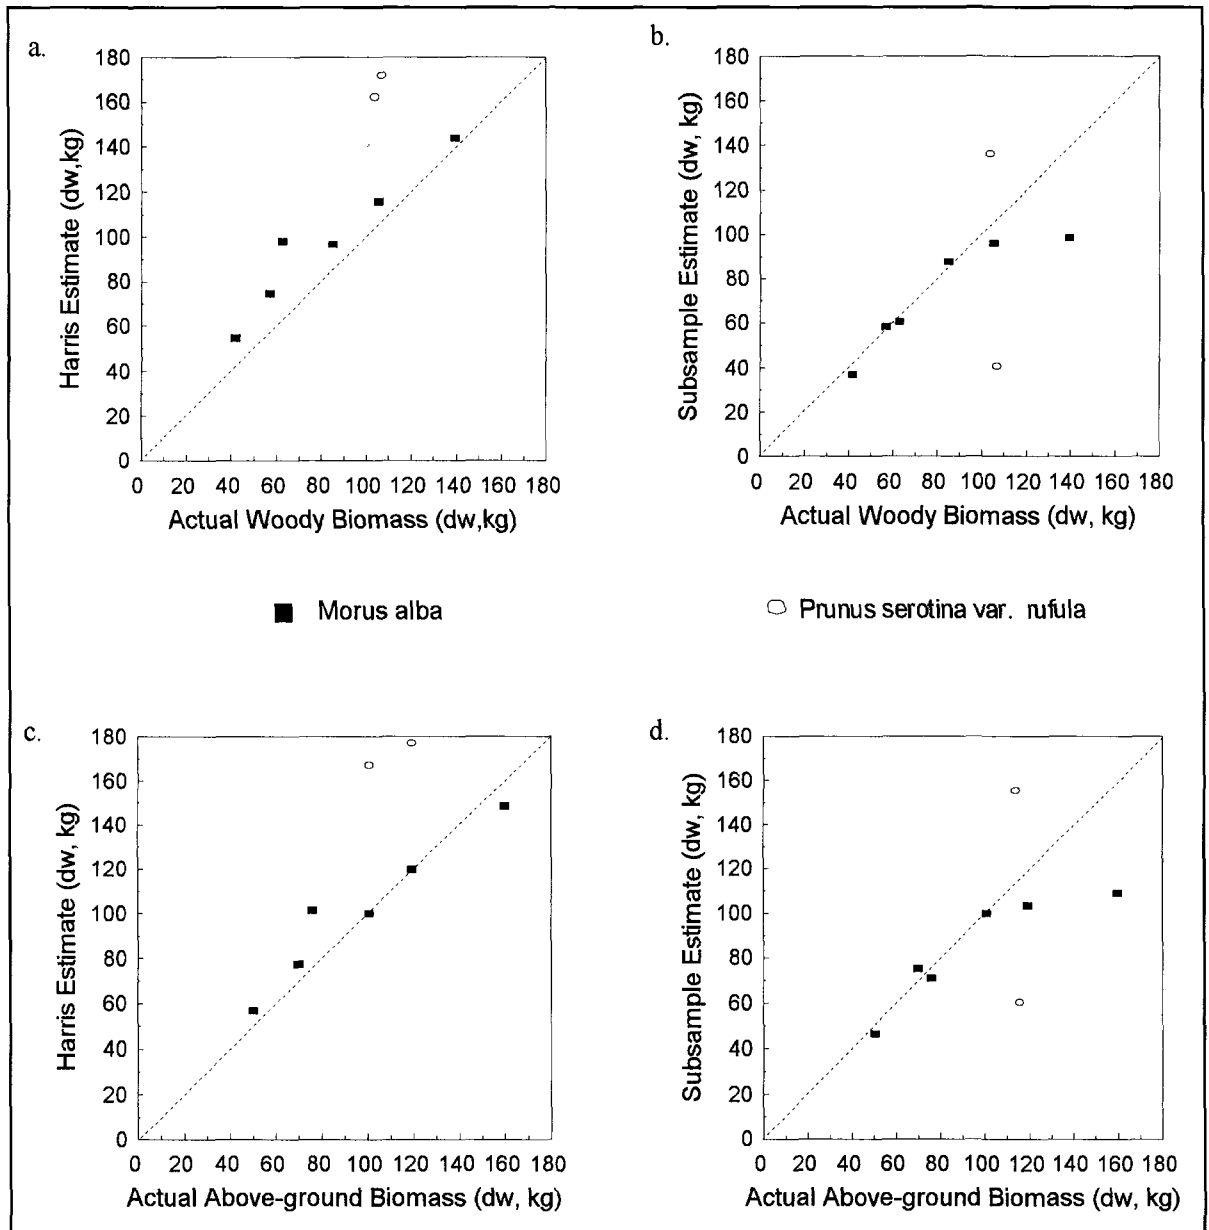 a.
180
160
140
120
100
80
60
40
20
0
Harris Estimate (dw,kg)
0 20 40 60 80 100 120 140 160 180
Actual Woody Biomass (dw,kg)
b.
180
160
140
120
100
80
60
40
20
0
Subsample Estimate (dw, kg)
0 20 40 60 80 100 120 140 160 180
Actual Woody Biomass (dw, kg)
Morus alba
Prunus serotina var. rufula
c.
180
160
140
120
100
80
60
40
20
0
Harris Estimate (dw, kg)
0 20 40 60 80 100 120 140 160 180
Actual Above-ground Biomass (dw, kg)
d.
180
160
140
120
100
80
60
40
20
0
Subsample Estimate (dw, kg)
0 20 40 60 80 100 120 140 160 180
Actual Above-ground Biomass (dw, kg)